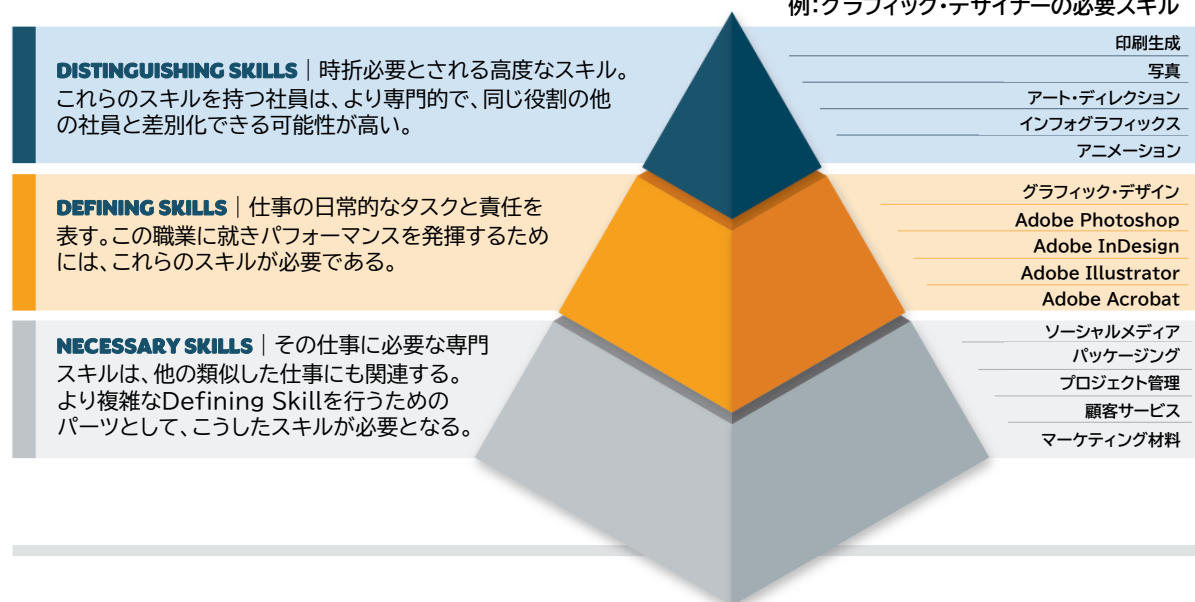 例：グラフィック・デザイナーの必要スキル
DISTINGUISHING SKILLS｜時折必要とされる高度なスキル。
これらのスキルを持つ社員は、より専門的で、同じ役割の他
の社員と差別化できる可能性が高い。
印刷生成
写真
アート・ディレクション
インフォグラフィックス
アニメーション
DEFINING SKILLS｜仕事の日常的なタスクと責任を
表す。この職業に就きパフォーマンスを発揮するため
には、これらのスキルが必要である。
グラフィック・デザイン
Adobe Photoshop
Adobe InDesign
Adobe Illustrator
Adobe Acrobat
NECESSARY SKILLS｜その仕事に必要な専門
スキルは、他の類似した仕事にも関連する。
より複雑なDefining Skillを行うための
パーツとして、こうしたスキルが必要となる。
ソーシャルメディア
パッケージング
プロジェクト管理
顧客サービス
マーケティング材料